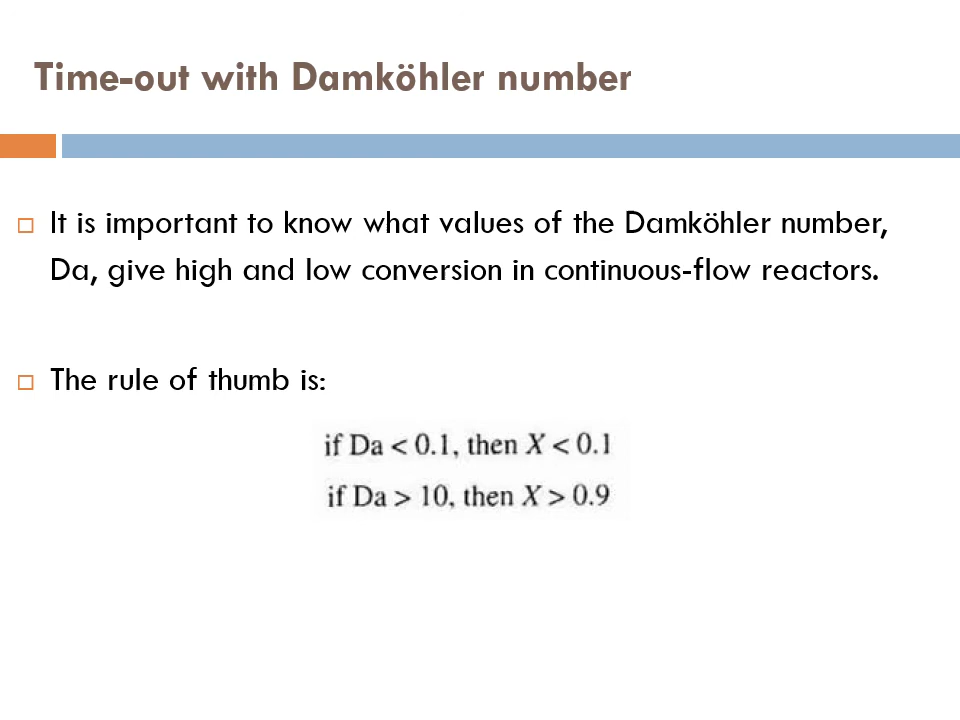 Time-out with Damköhler number
It is important to know what values of the Damköhler number,
Da, give high and low conversion in continuous-flow reactors.
The rule of thumb is:
if Da < 0.1, then X < 0.1
if Da > 10, then X > 0.9